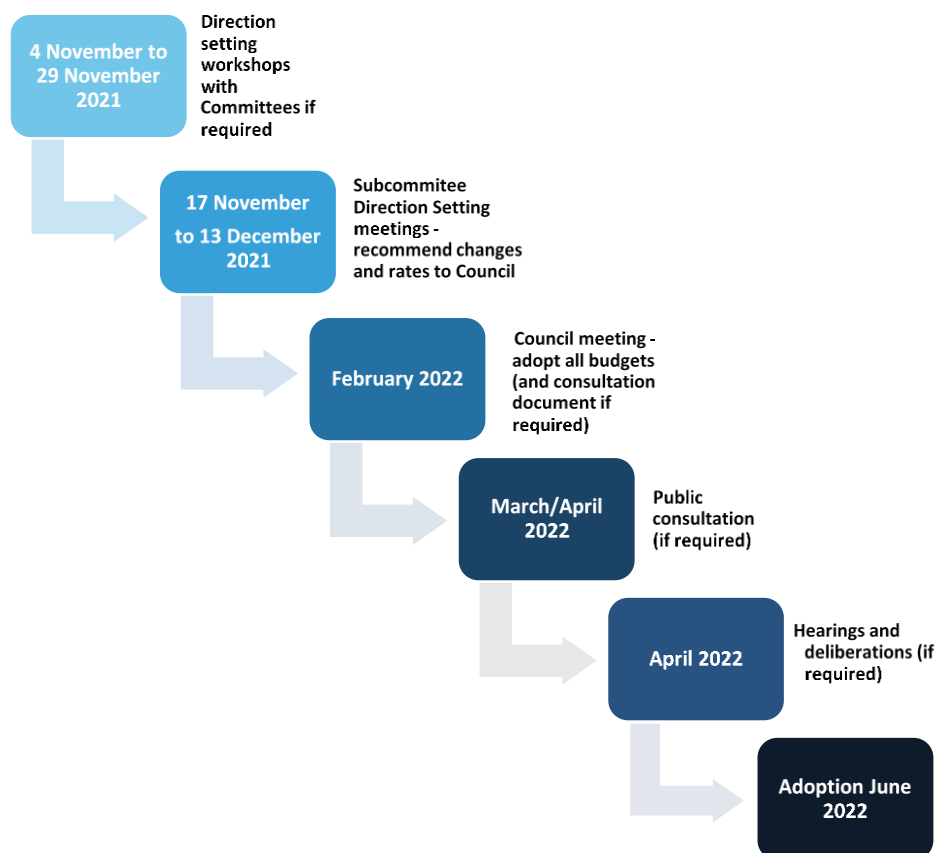 4 November to
29 November
2021
Direction
setting
workshops
with
Committees if
required
17 November
to 13 December
2021
Subcommitee
Direction Setting
meetings -
recommend changes
and rates to Council
February 2022
Council meeting -
adopt all budgets
(and consultation
document if
required)
March/April
2022
Public
consultation
(if required)
April 2022
Hearings and
deliberations (if
required)
Adoption June
2022